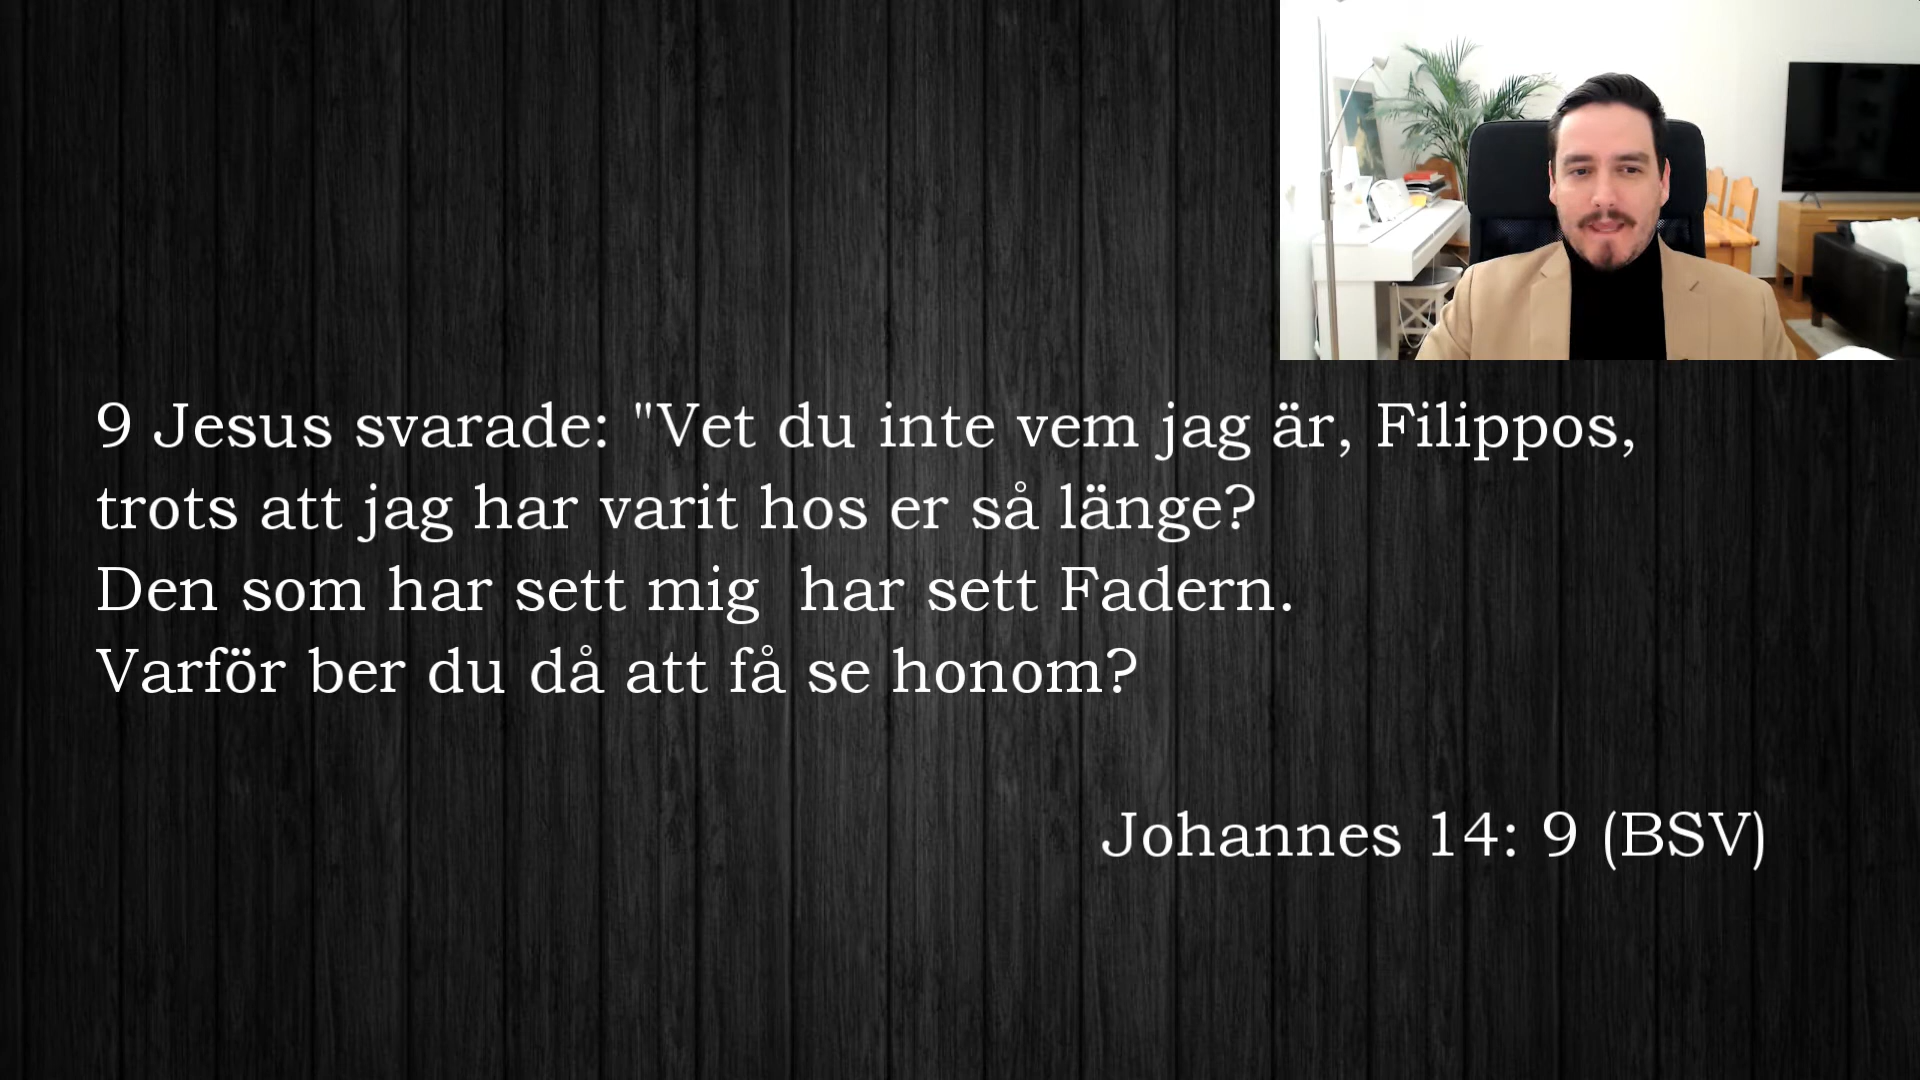 9 Jesus svarade: "Vet du inte vem jag är, Filippos,
trots att jag har varit hos er så länge?
Den som har sett mig  har sett Fadern.
Varför ber du då att få se honom?
Johannes 14: 9 (BSV)